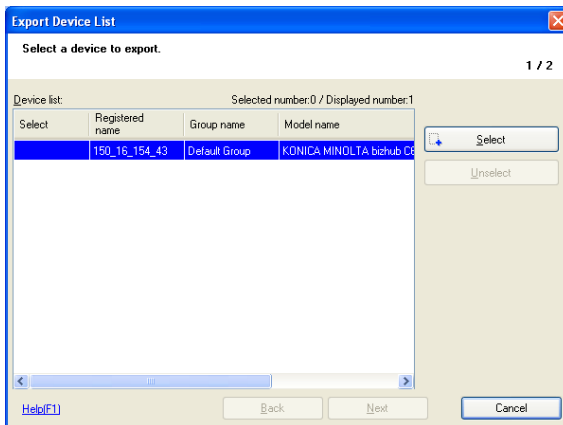 Export Device List
Select a device to export.
1 / 2
Device list:
Selected number:0 / Displayed number:1
Select
Registered name
Group name
Model name
150_16_154_43
Default Group
KONICA MINOLTA bizhub C6
Select
Unselect
Help(F1)
Back
Next
Cancel